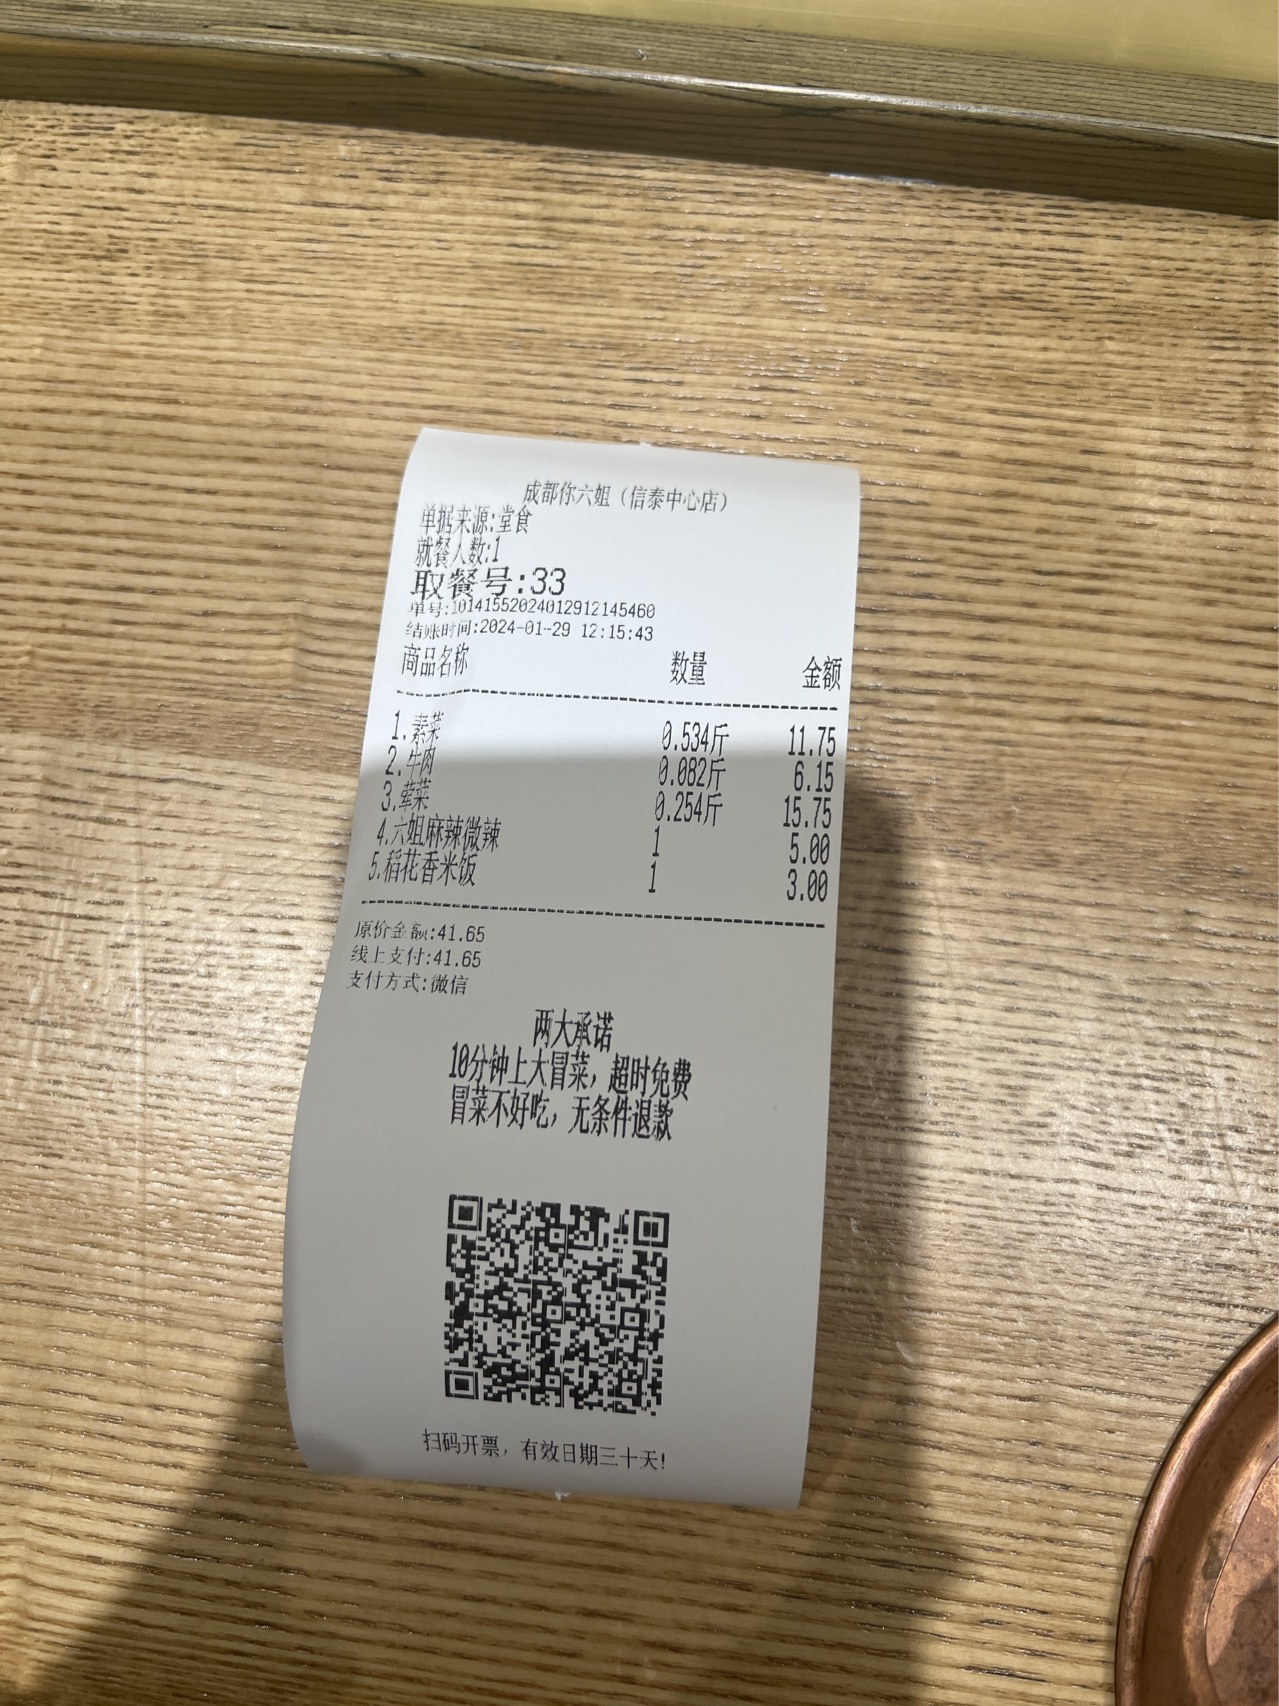 成都你六姐（信泰中心店）
单据来源:堂食
就餐人数:1
取餐号:33
单号:10141552024012912145460
结账时间:2024-01-29 12:15:43
商品名称 数量 金额
1.素菜 0.534斤 11.75
2.牛肉 0.082斤 6.15
3.荤菜 0.254斤 15.75
4.六姐麻辣微辣 1 5.00
5.稻花香米饭 1 3.00
原价金额:41.65
线上支付:41.65
支付方式:微信
两大承诺
10分钟上大冒菜，超时免费
冒菜不好吃，无条件退款
扫码开票，有效日期三十天!